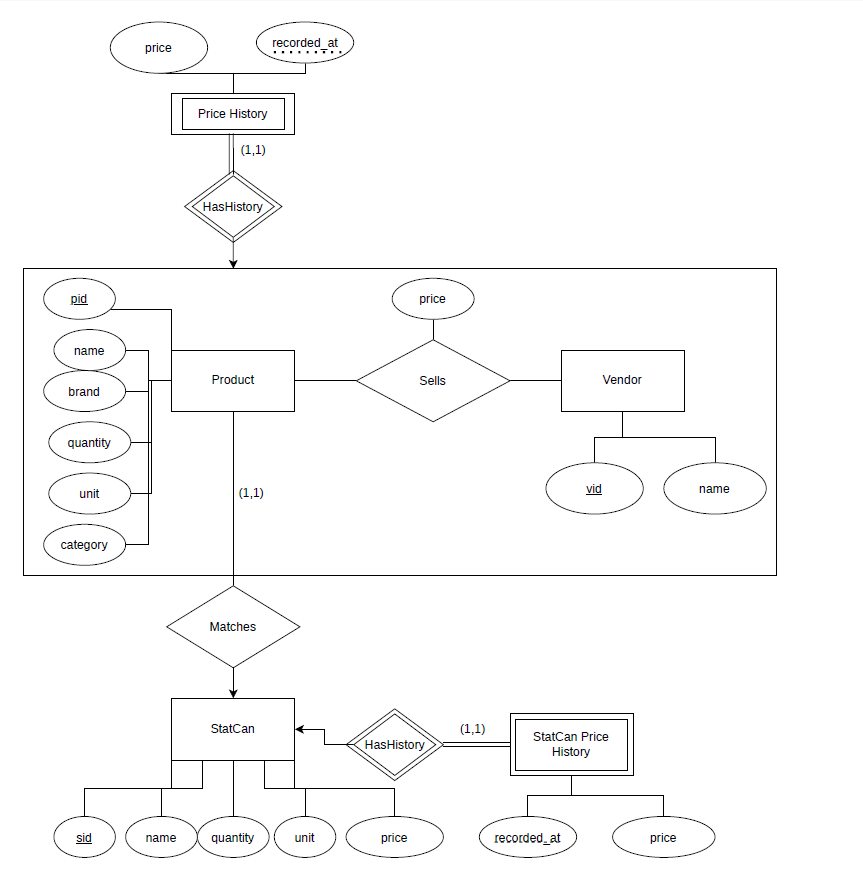 price
recorded_at
Price History
(1,1)
HasHistory
pid
price
name
Product
Sells
Vendor
brand
quantity
unit
(1,1)
vid
name
category
Matches
StatCan
HasHistory
(1,1)
StatCan Price
History
sid
name
quantity
unit
price
recorded_at
price